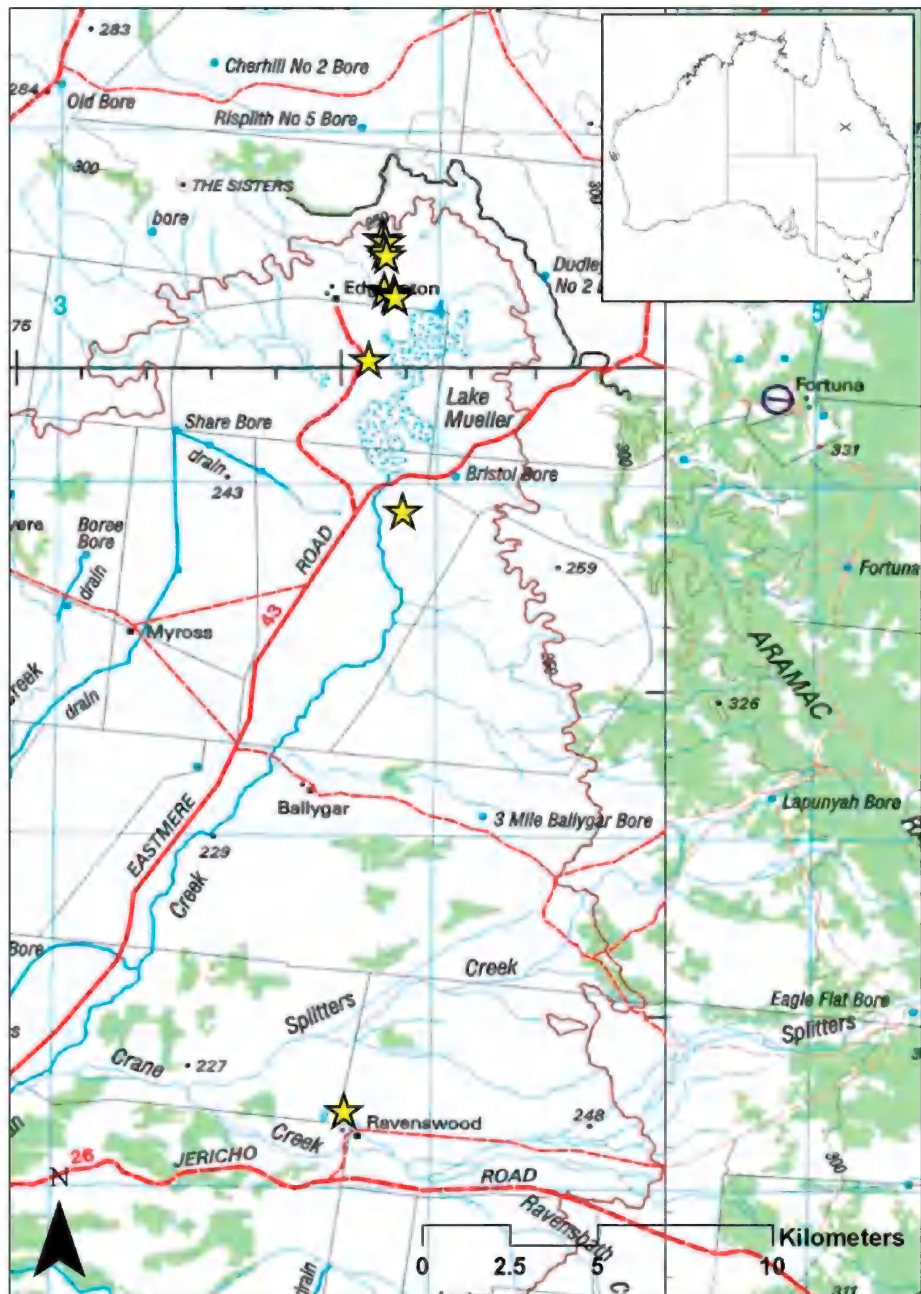 283
Cherhill No 2 Bore
284
Old Bore
Risplith No 5 Bore
300
THE SISTERS
bore
Dudley
No 2
3
5
75
Fortuna
Lake
Mueller
331
Share Bore
drain
243
300
Bristol Bore
Boree
Bore
drain
ROAD
259
Fortuna
43
Myross
ARAMAC
Creek
drain
326
Ballygar
Lapunyah Bore
3 Mile Ballygar Bore
EASTMERE
229
Creek
Bore
Creek
Eagle Flat Bore
Splitters
Splitters
Crane
227
Ravenswood
248
Creek
N
26
JERICHO
ROAD
300
Ravensbach
Kilometers
0
2.5
5
10
drain
311